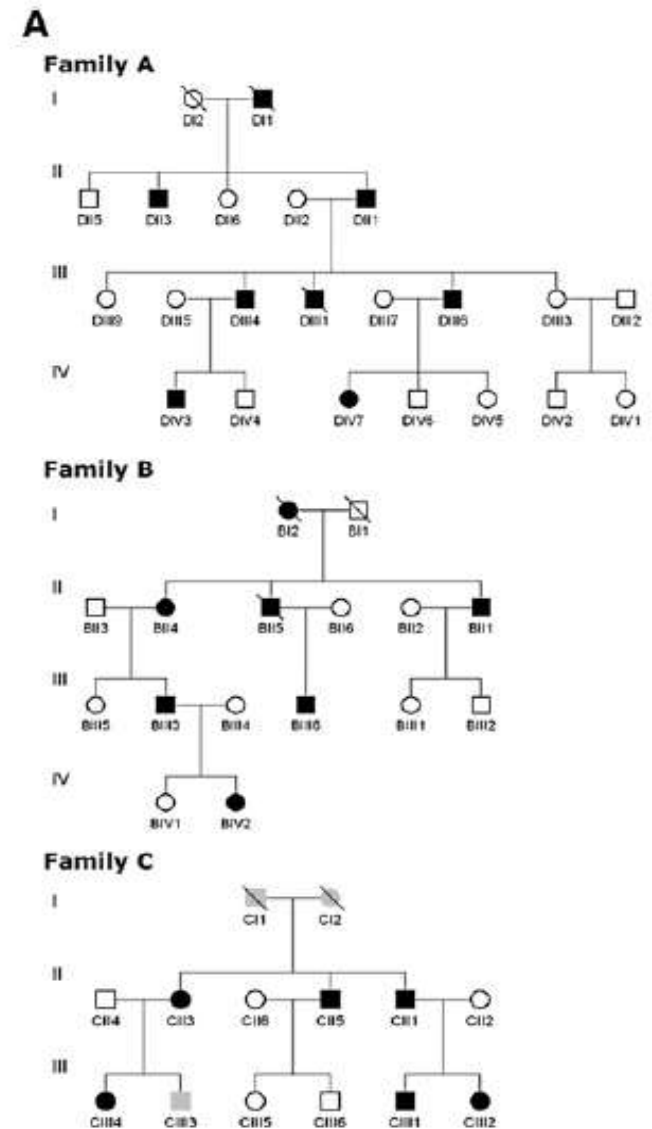 A
Family A
I
DI2 DI1
II
DII5 DII3 DII6 DII2 DII1
III
DIII9 DIII5 DIII4 DIII1 DIII7 DIII6 DIII3 DIII2
IV
DIV3 DIV4 DIV7 DIV6 DIV5 DIV2 DIV1
Family B
I
BI2 BI1
II
BII3 BII4 BII5 BII6 BII2 BII1
III
BIII5 BIII3 BIII4 BIII6 BIII1 BIII2
IV
BIV1 BIV2
Family C
I
CI1 CI2
II
CII4 CII3 CII6 CII5 CII1 CII2
III
CIII4 CIII3 CIII5 CIII6 CIII1 CIII2